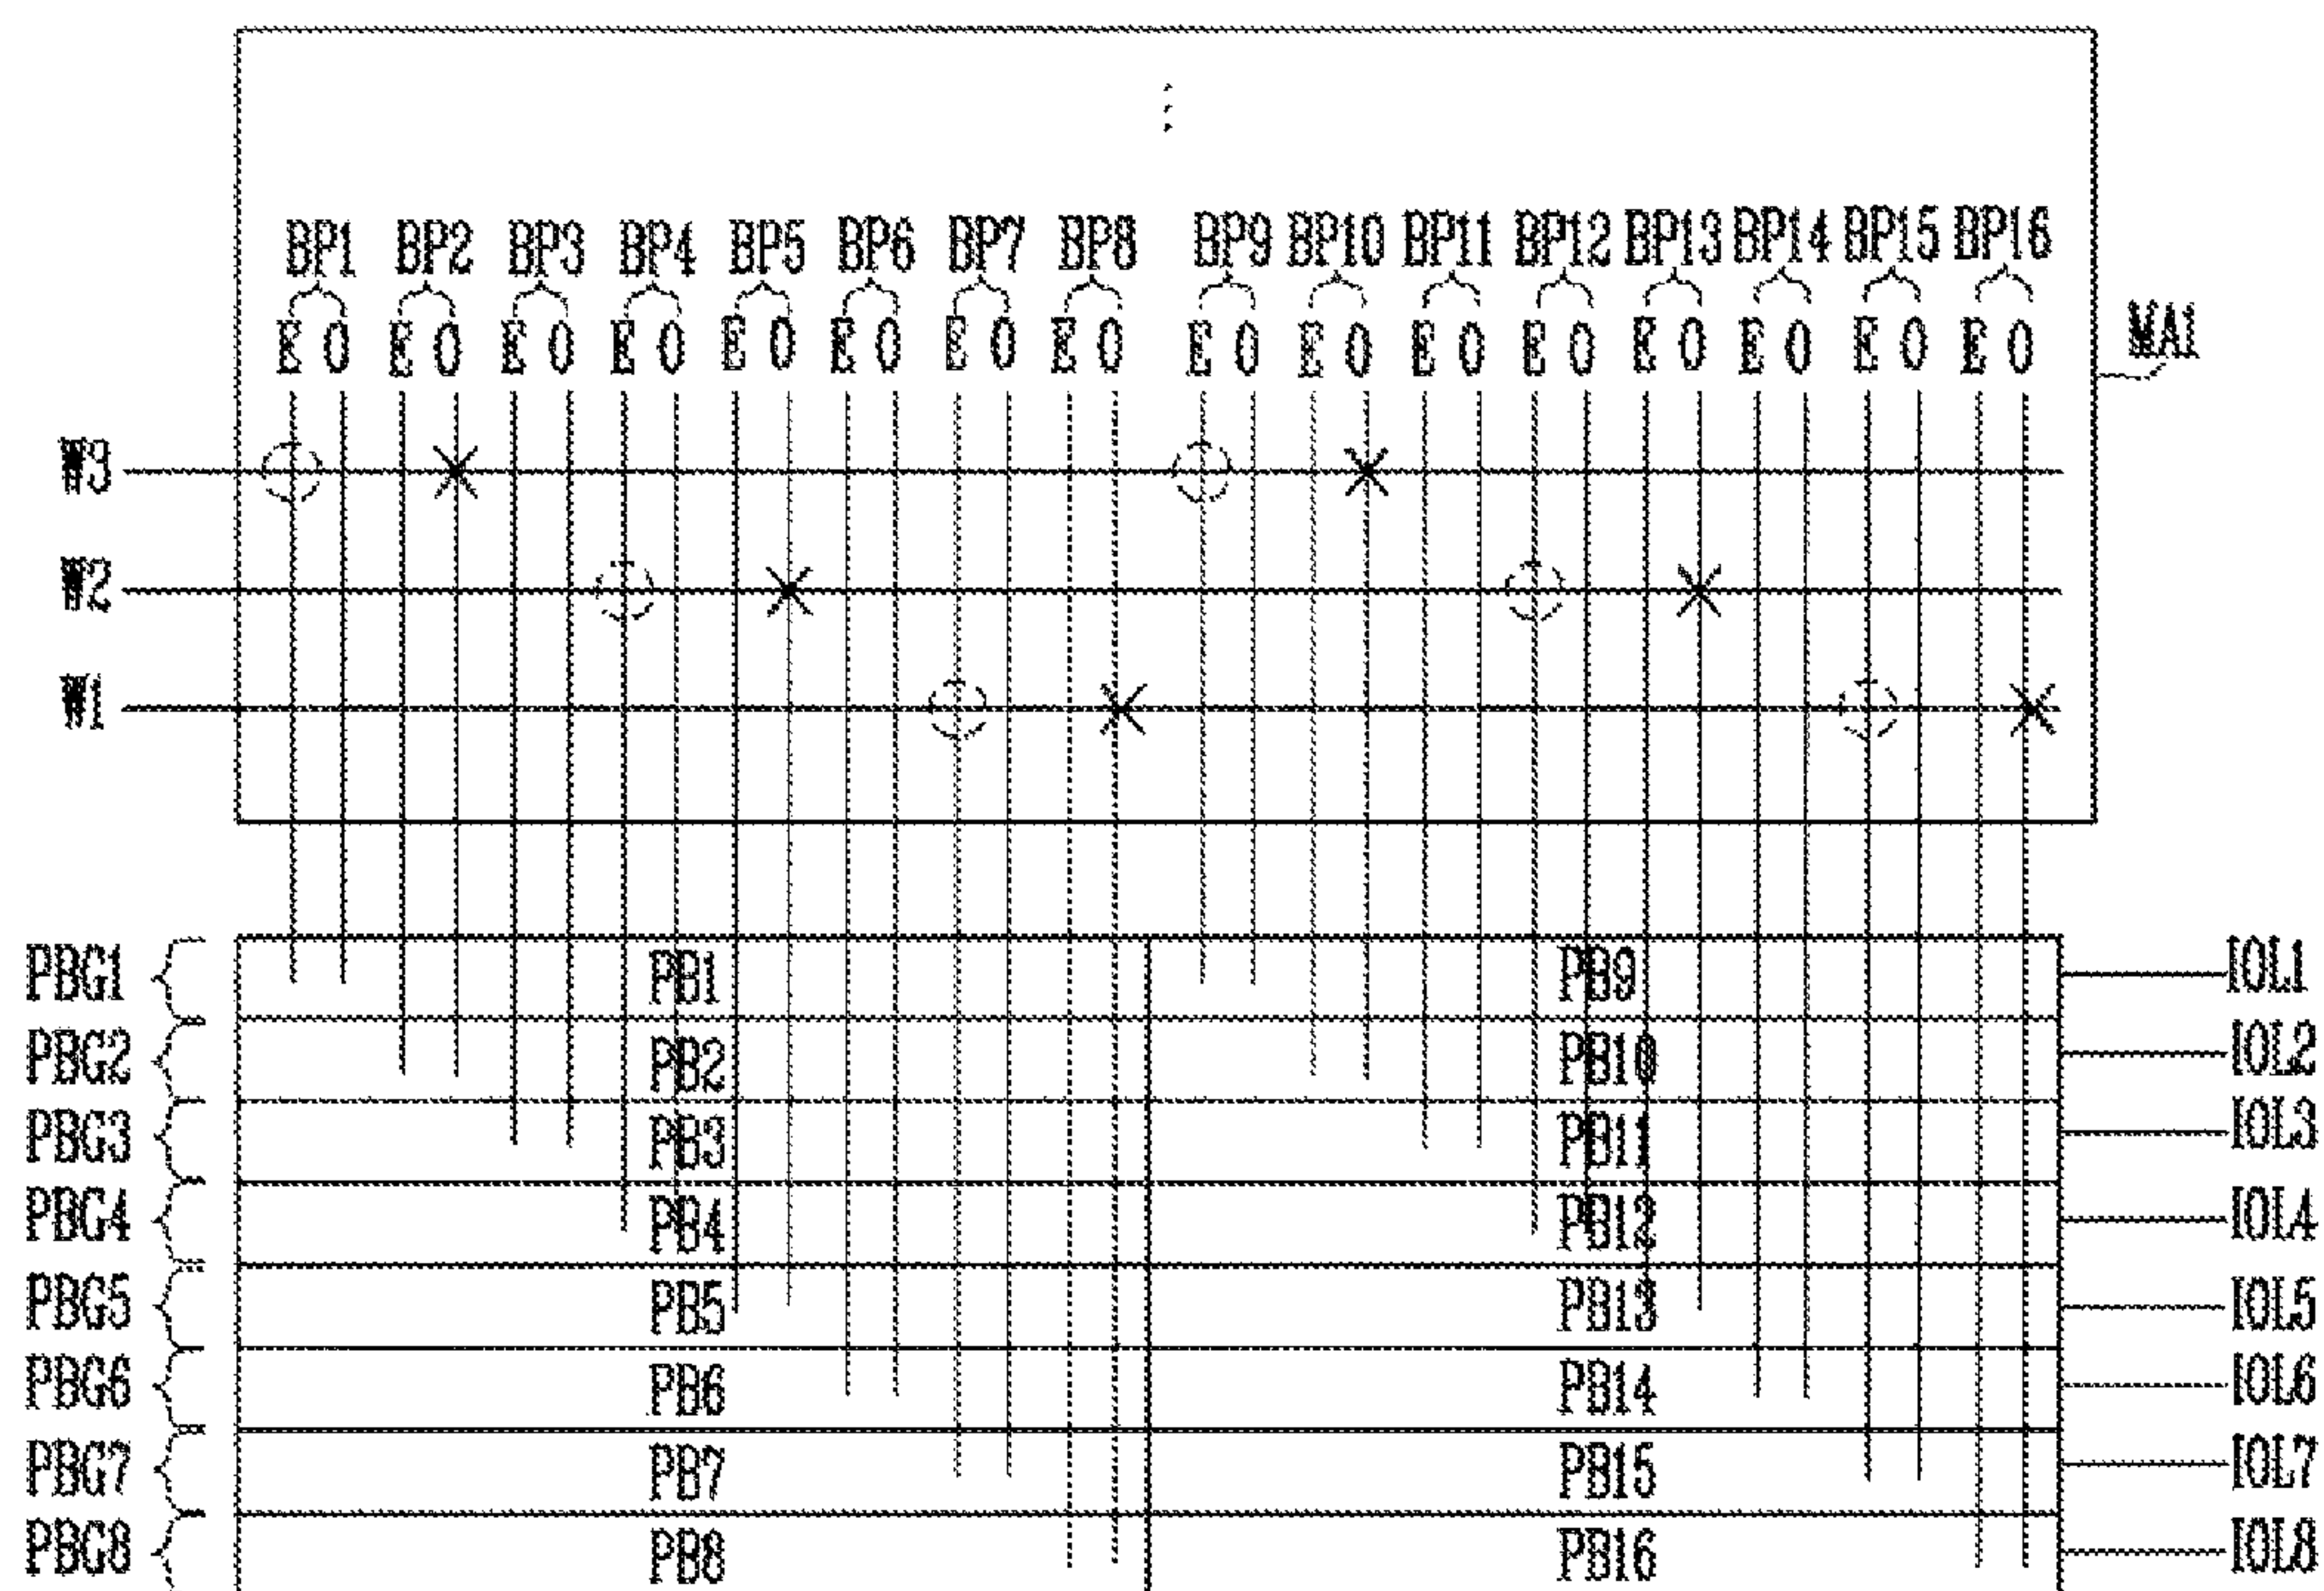 BP1 BP2 BP3 BP4 BP5 BP6 BP7 BP8 BP9 BP10 BP11 BP12 BP13 BP14 BP15 BP16
E O E O E O E O E O E O E O E O E O E O E O E O E O E O E O E O
MA1
W3
W2
W1
PBG1 PB1 PB9 IOL1
PBG2 PB2 PB10 IOL2
PBG3 PB3 PB11 IOL3
PBG4 PB4 PB12 IOL4
PBG5 PB5 PB13 IOL5
PBG6 PB6 PB14 IOL6
PBG7 PB7 PB15 IOL7
PBG8 PB8 PB16 IOL8